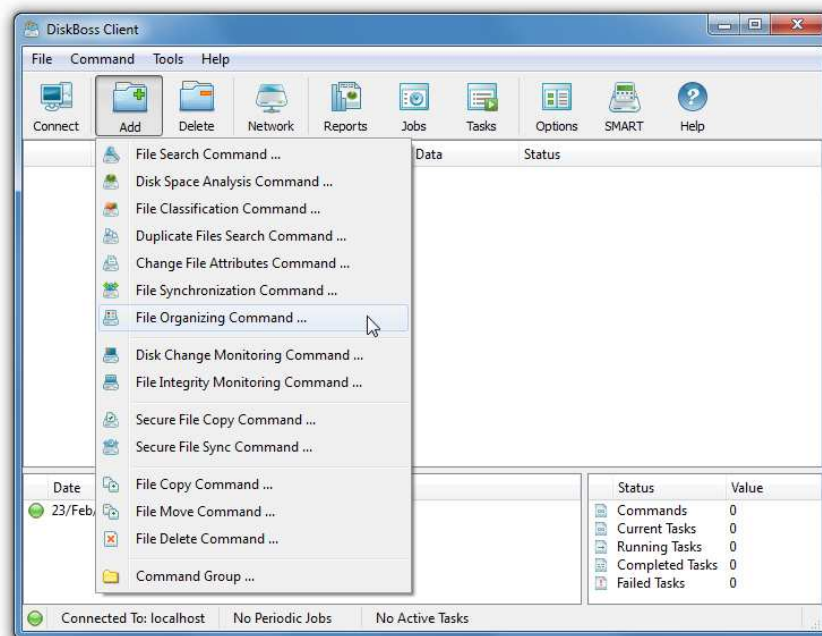 DiskBoss Client
File Command Tools Help
Connect Add Delete Network Reports Jobs Tasks Options SMART Help
Data Status
File Search Command ...
Disk Space Analysis Command ...
File Classification Command ...
Duplicate Files Search Command ...
Change File Attributes Command ...
File Synchronization Command ...
File Organizing Command ...
Disk Change Monitoring Command ...
File Integrity Monitoring Command ...
Secure File Copy Command ...
Secure File Sync Command ...
File Copy Command ...
File Move Command ...
File Delete Command ...
Command Group ...
Date
23/Feb/
Status Value
Commands 0
Current Tasks 0
Running Tasks 0
Completed Tasks 0
Failed Tasks 0
Connected To: localhost No Periodic Jobs No Active Tasks